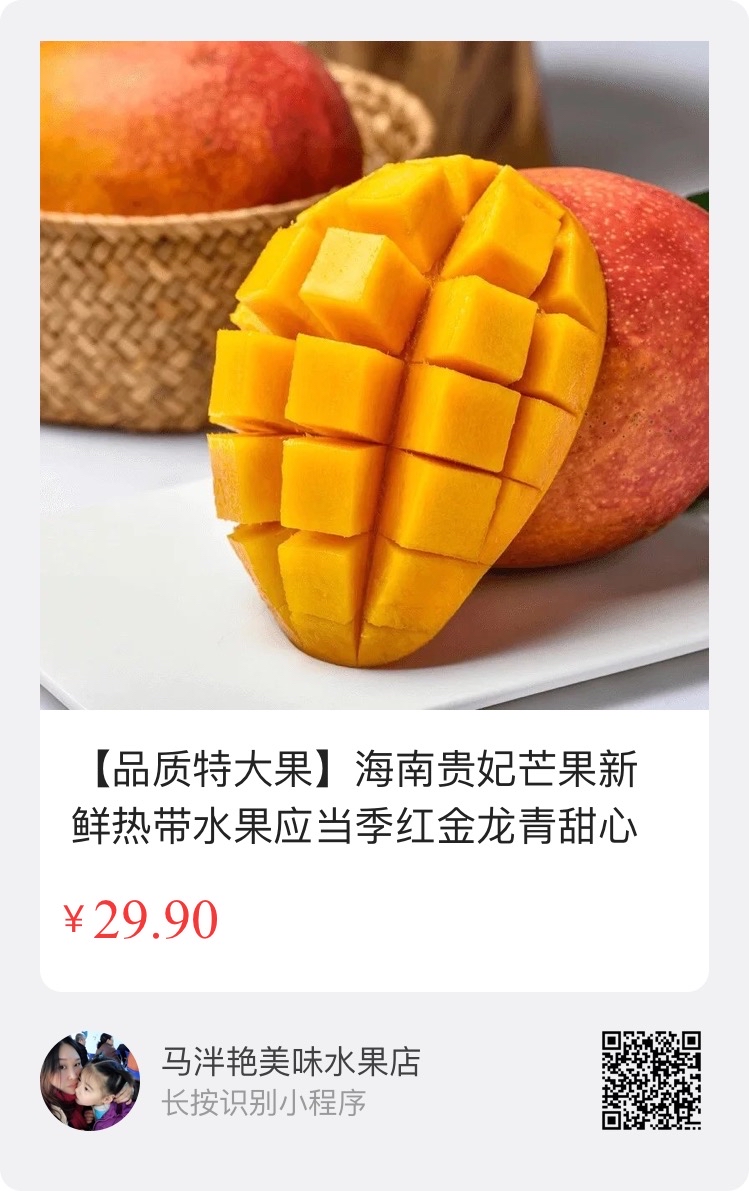 【品质特大果】海南贵妃芒果新
鲜热带水果应当季红金龙青甜心
¥29.90
马泮艳美味水果店
长按识别小程序